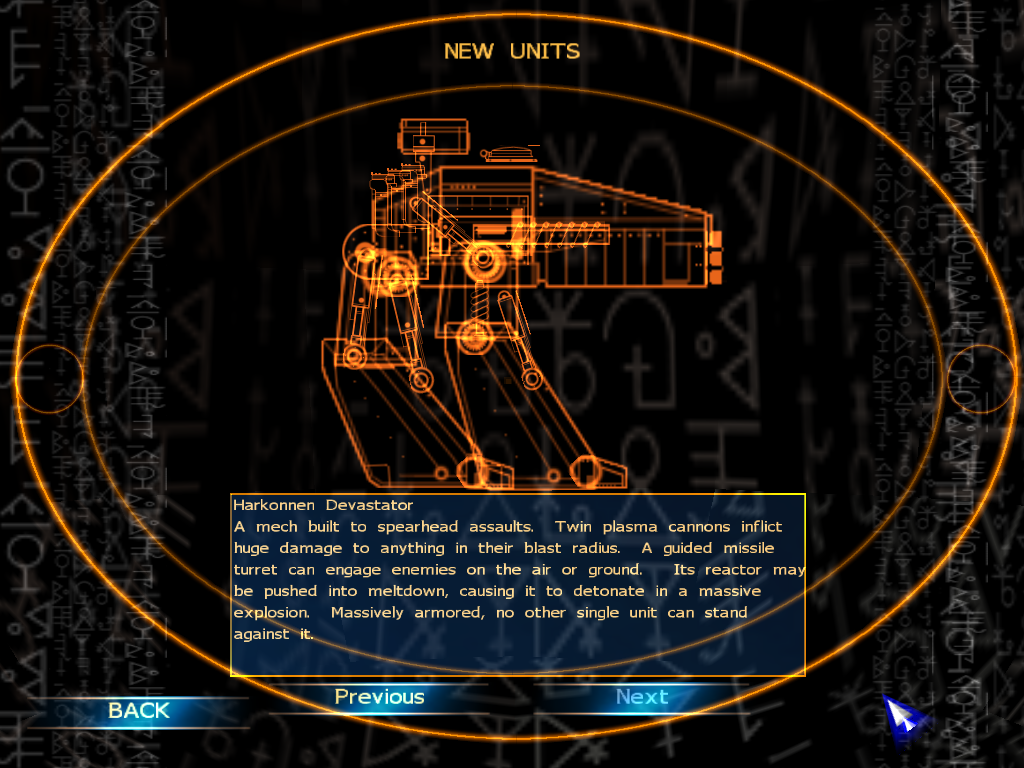 NEW UNITS
Harkonnen Devastator
A mech built to spearhead assaults. Twin plasma cannons inflict
huge damage to anything in their blast radius. A guided missile
turret can engage enemies on the air or ground. Its reactor may
be pushed into meltdown, causing it to detonate in a massive
explosion. Massively armored, no other single unit can stand
against it.
Previous
Next
BACK